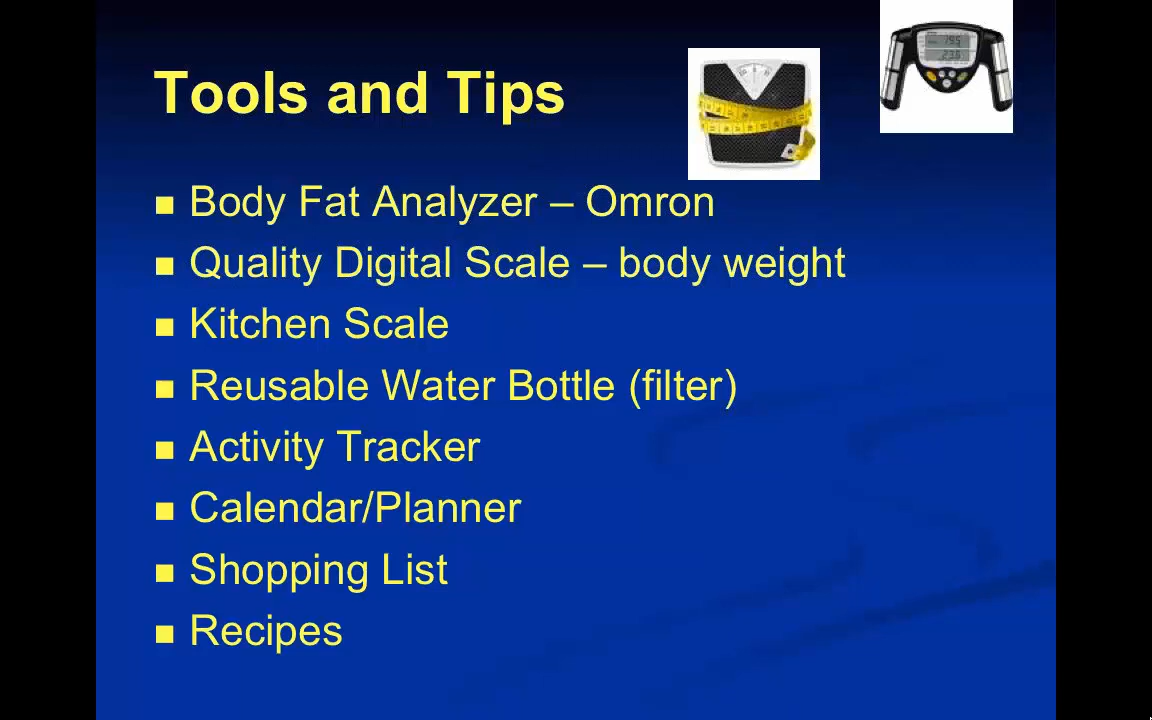 Tools and Tips
Body Fat Analyzer – Omron
Quality Digital Scale – body weight
Kitchen Scale
Reusable Water Bottle (filter)
Activity Tracker
Calendar/Planner
Shopping List
Recipes